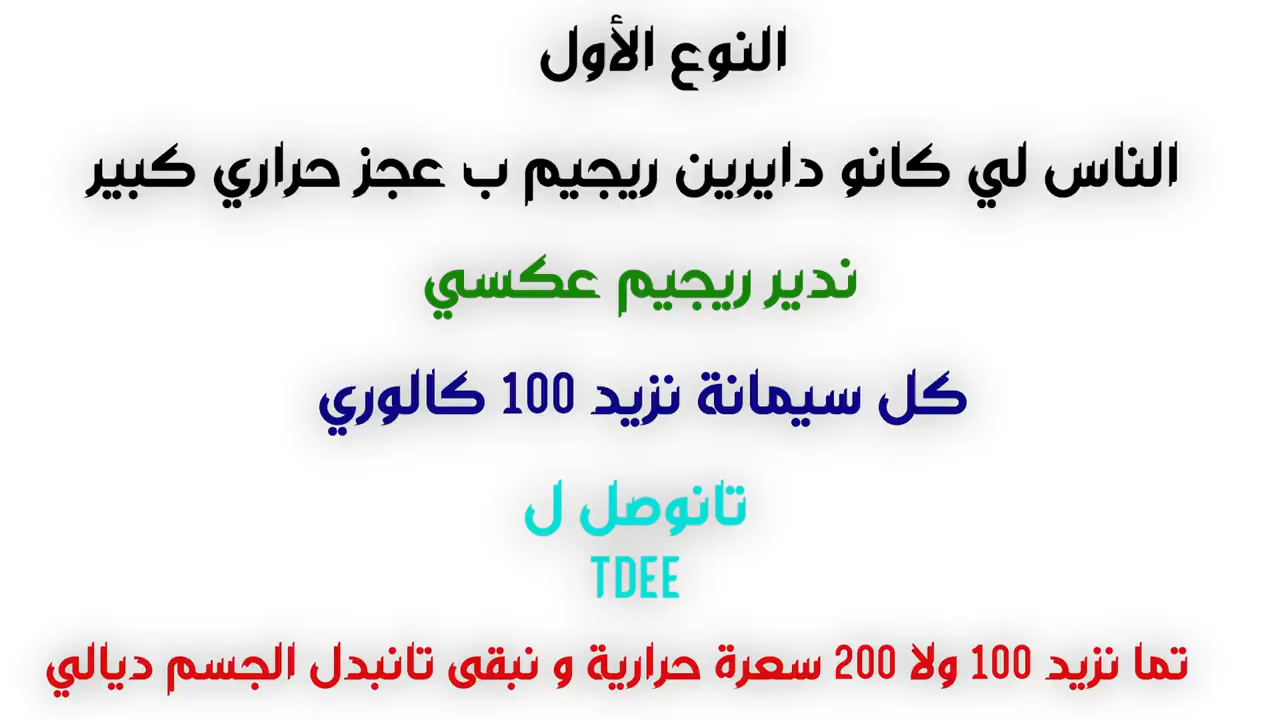 النوع الأول
الناس لي كانو دايرين ريجيم ب عجز حراري كبير
ندير ريجيم عكسي
كل سيمانة نزيد 100 كالوري
تانوصل ل
TDEE
تما نزيد 100 ولا 200 سعرة حرارية و نبقى تانبدل الجسم ديالي